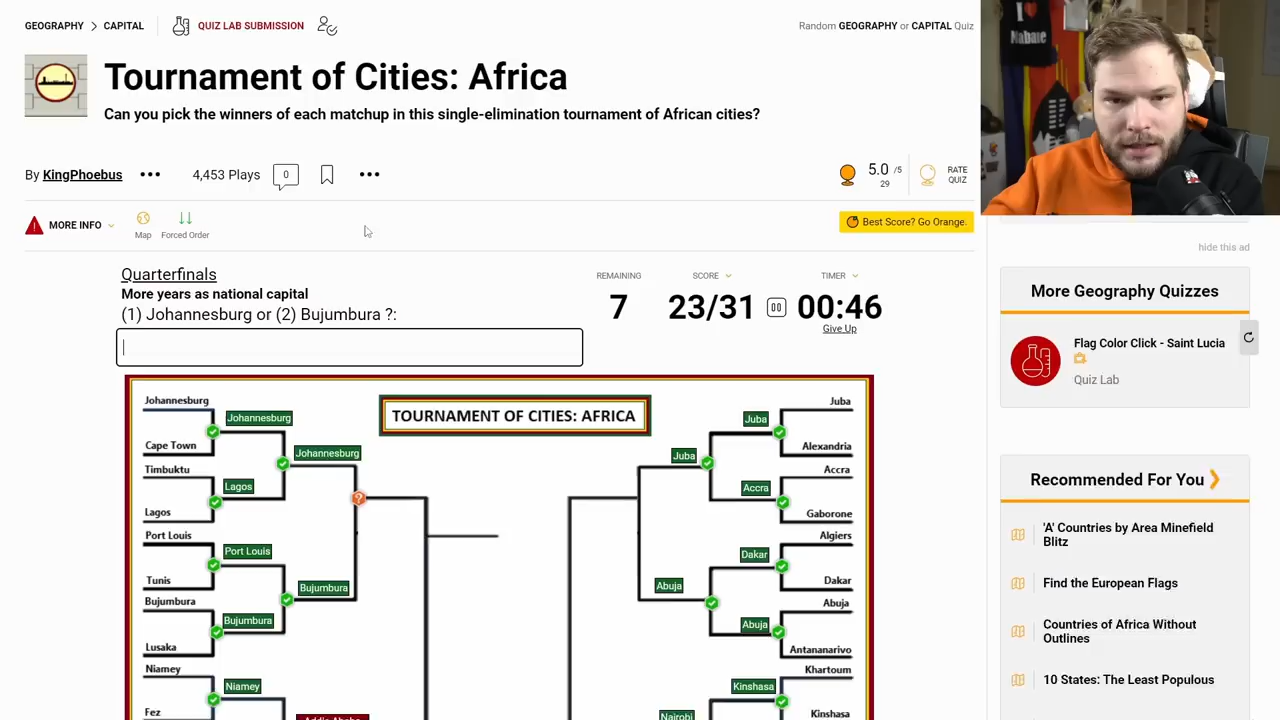 GEOGRAPHY > CAPITAL
QUIZ LAB SUBMISSION
Random GEOGRAPHY or CAPITAL Quiz
Tournament of Cities: Africa
Can you pick the winners of each matchup in this single-elimination tournament of African cities?
By KingPhoebus
4,453 Plays
0
5.0 /5
29
RATE
QUIZ
MORE INFO
Map
Forced Order
Best Score? Go Orange.
Quarterfinals
More years as national capital
(1) Johannesburg or (2) Bujumbura ?:
REMAINING
7
SCORE
23/31
TIMER
00:46
Give Up
TOURNAMENT OF CITIES: AFRICA
Johannesburg
Cape Town
Timbuktu
Lagos
Port Louis
Tunis
Bujumbura
Lusaka
Niamey
Fez
Johannesburg
Lagos
Port Louis
Bujumbura
Niamey
Johannesburg
Bujumbura
Addis Ababa
?
Juba
Abuja
Nairobi
Juba
Accra
Dakar
Abuja
Kinshasa
Juba
Alexandria
Accra
Gaborone
Algiers
Dakar
Abuja
Antananarivo
Khartoum
Kinshasa
I
Nabate
hide this ad
More Geography Quizzes
Flag Color Click - Saint Lucia
Quiz Lab
Recommended For You
'A' Countries by Area Minefield
Blitz
Find the European Flags
Countries of Africa Without
Outlines
10 States: The Least Populous